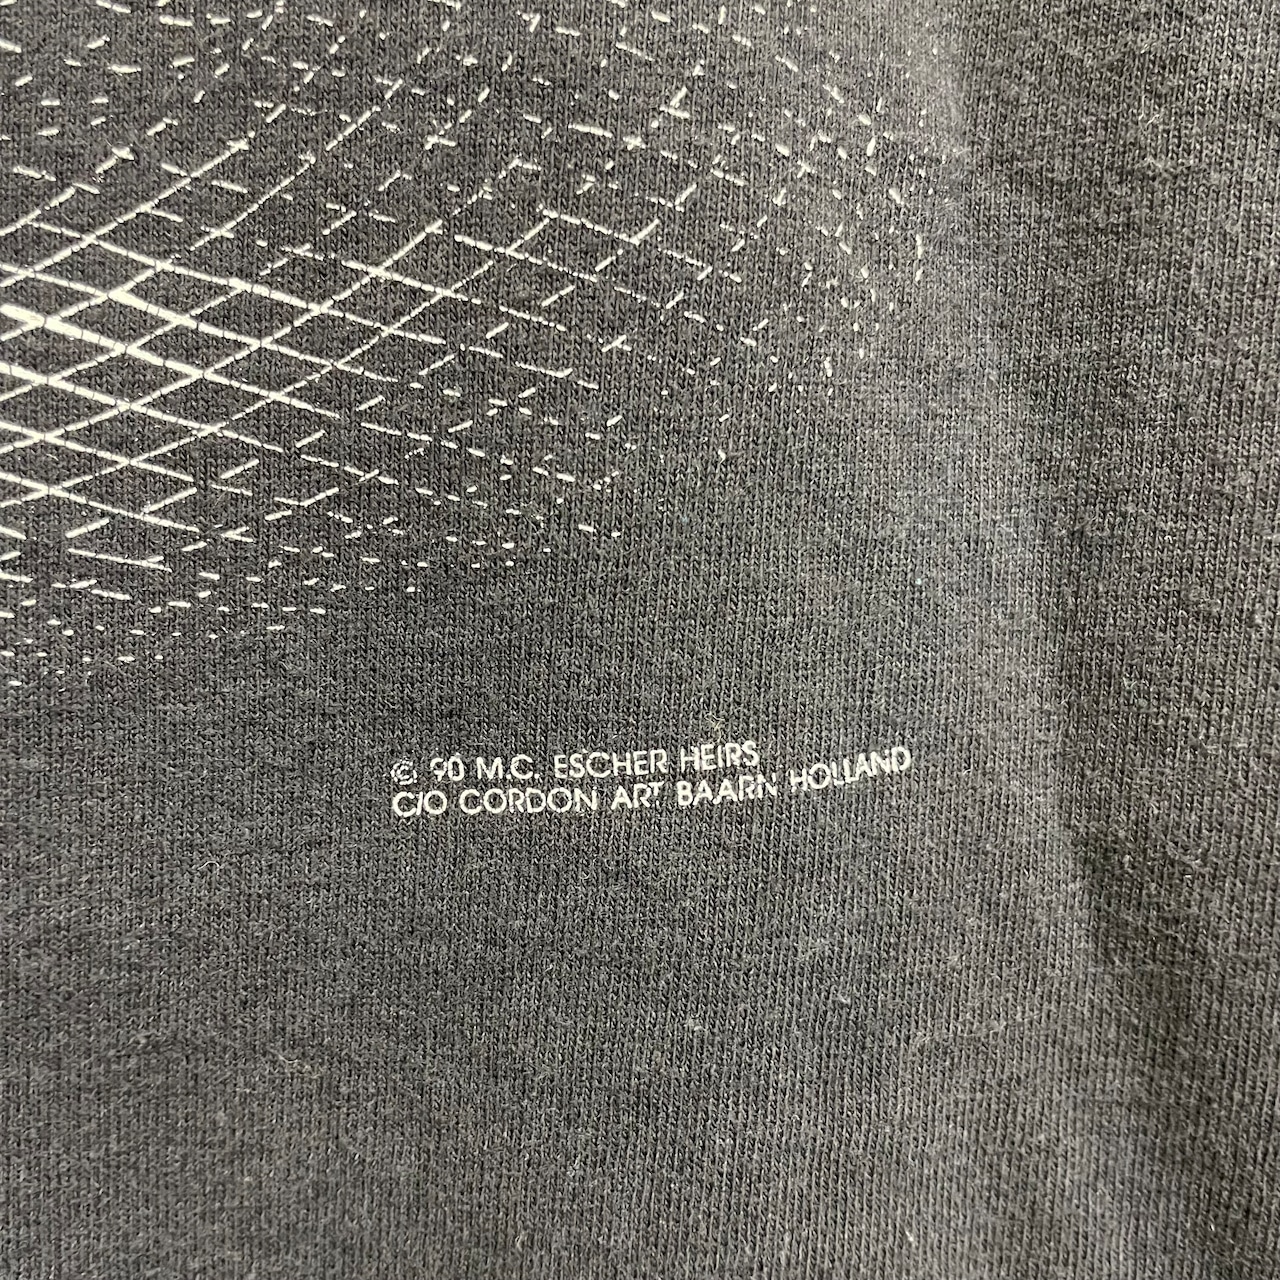 © 90 M.C. ESCHER HEIRS
C/O CORDON ART BAARN HOLLAND